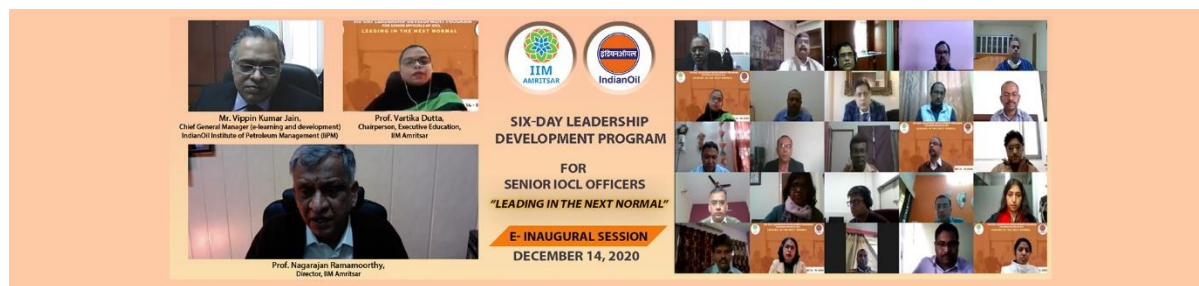 LEADING IN THE NEXT NORMAL
Mr. Vippin Kumar Jain,
Chief General Manager (e-learning and development)
IndianOil Institute of Petroleum Management (IiPM)
Prof. Vartika Dutta,
Chairperson, Executive Education,
IIM Amritsar
Prof. Nagarajan Ramamoorthy,
Director, IIM Amritsar
IIM
AMRITSAR
इंडियनऑयल
IndianOil
SIX-DAY LEADERSHIP
DEVELOPMENT PROGRAM
FOR
SENIOR IOCL OFFICERS
"LEADING IN THE NEXT NORMAL"
E- INAUGURAL SESSION
DECEMBER 14, 2020